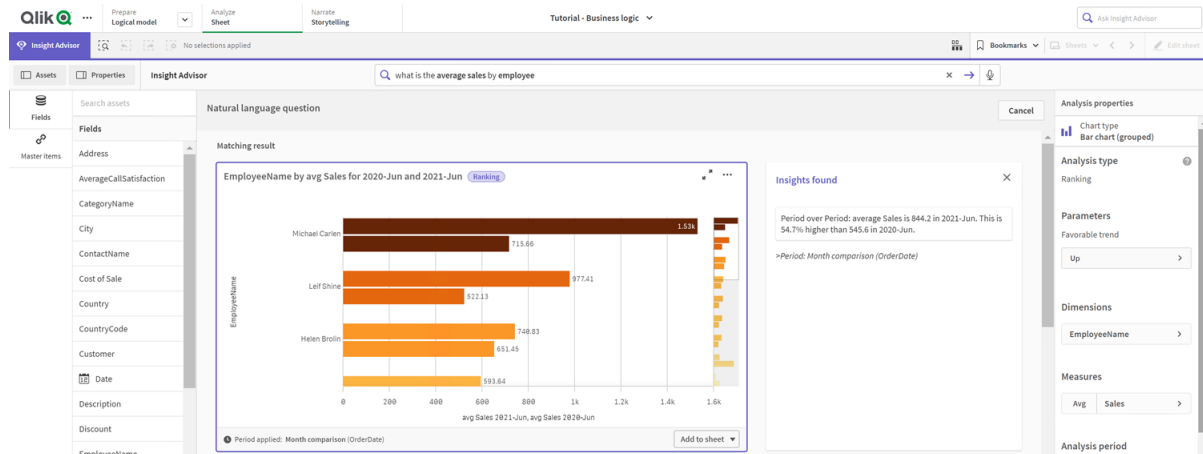 Qlik
Prepare
Logical model
Analyze
Sheet
Narrate
Storytelling
Tutorial - Business logic
Ask Insight Advisor
Insight Advisor
No selections applied
Bookmarks
Sheets
Edit sheet
Assets
Properties
Insight Advisor
what is the average sales by employee
Fields
Master items
Search assets
Fields
Address
AverageCallSatisfaction
CategoryName
City
ContactName
Cost of Sale
Country
CountryCode
Customer
Date
Description
Discount
EmployeeName
Natural language question
Cancel
Matching result
EmployeeName by avg Sales for 2020-Jun and 2021-Jun Ranking
EmployeeName
Michael Carlen
1.53k
715.66
Leif Shine
977.41
522.13
Helen Brolin
740.83
651.45
593.64
0 200 400 600 800 1k 1.2k 1.4k 1.6k
avg Sales 2021-Jun, avg Sales 2020-Jun
Period applied: Month comparison (OrderDate)
Add to sheet
Insights found
Period over Period: average Sales is 844.2 in 2021-Jun. This is
54.7% higher than 545.6 in 2020-Jun.
>Period: Month comparison (OrderDate)
Analysis properties
Chart type
Bar chart (grouped)
Analysis type
Ranking
Parameters
Favorable trend
Up
Dimensions
EmployeeName
Measures
Avg Sales
Analysis period